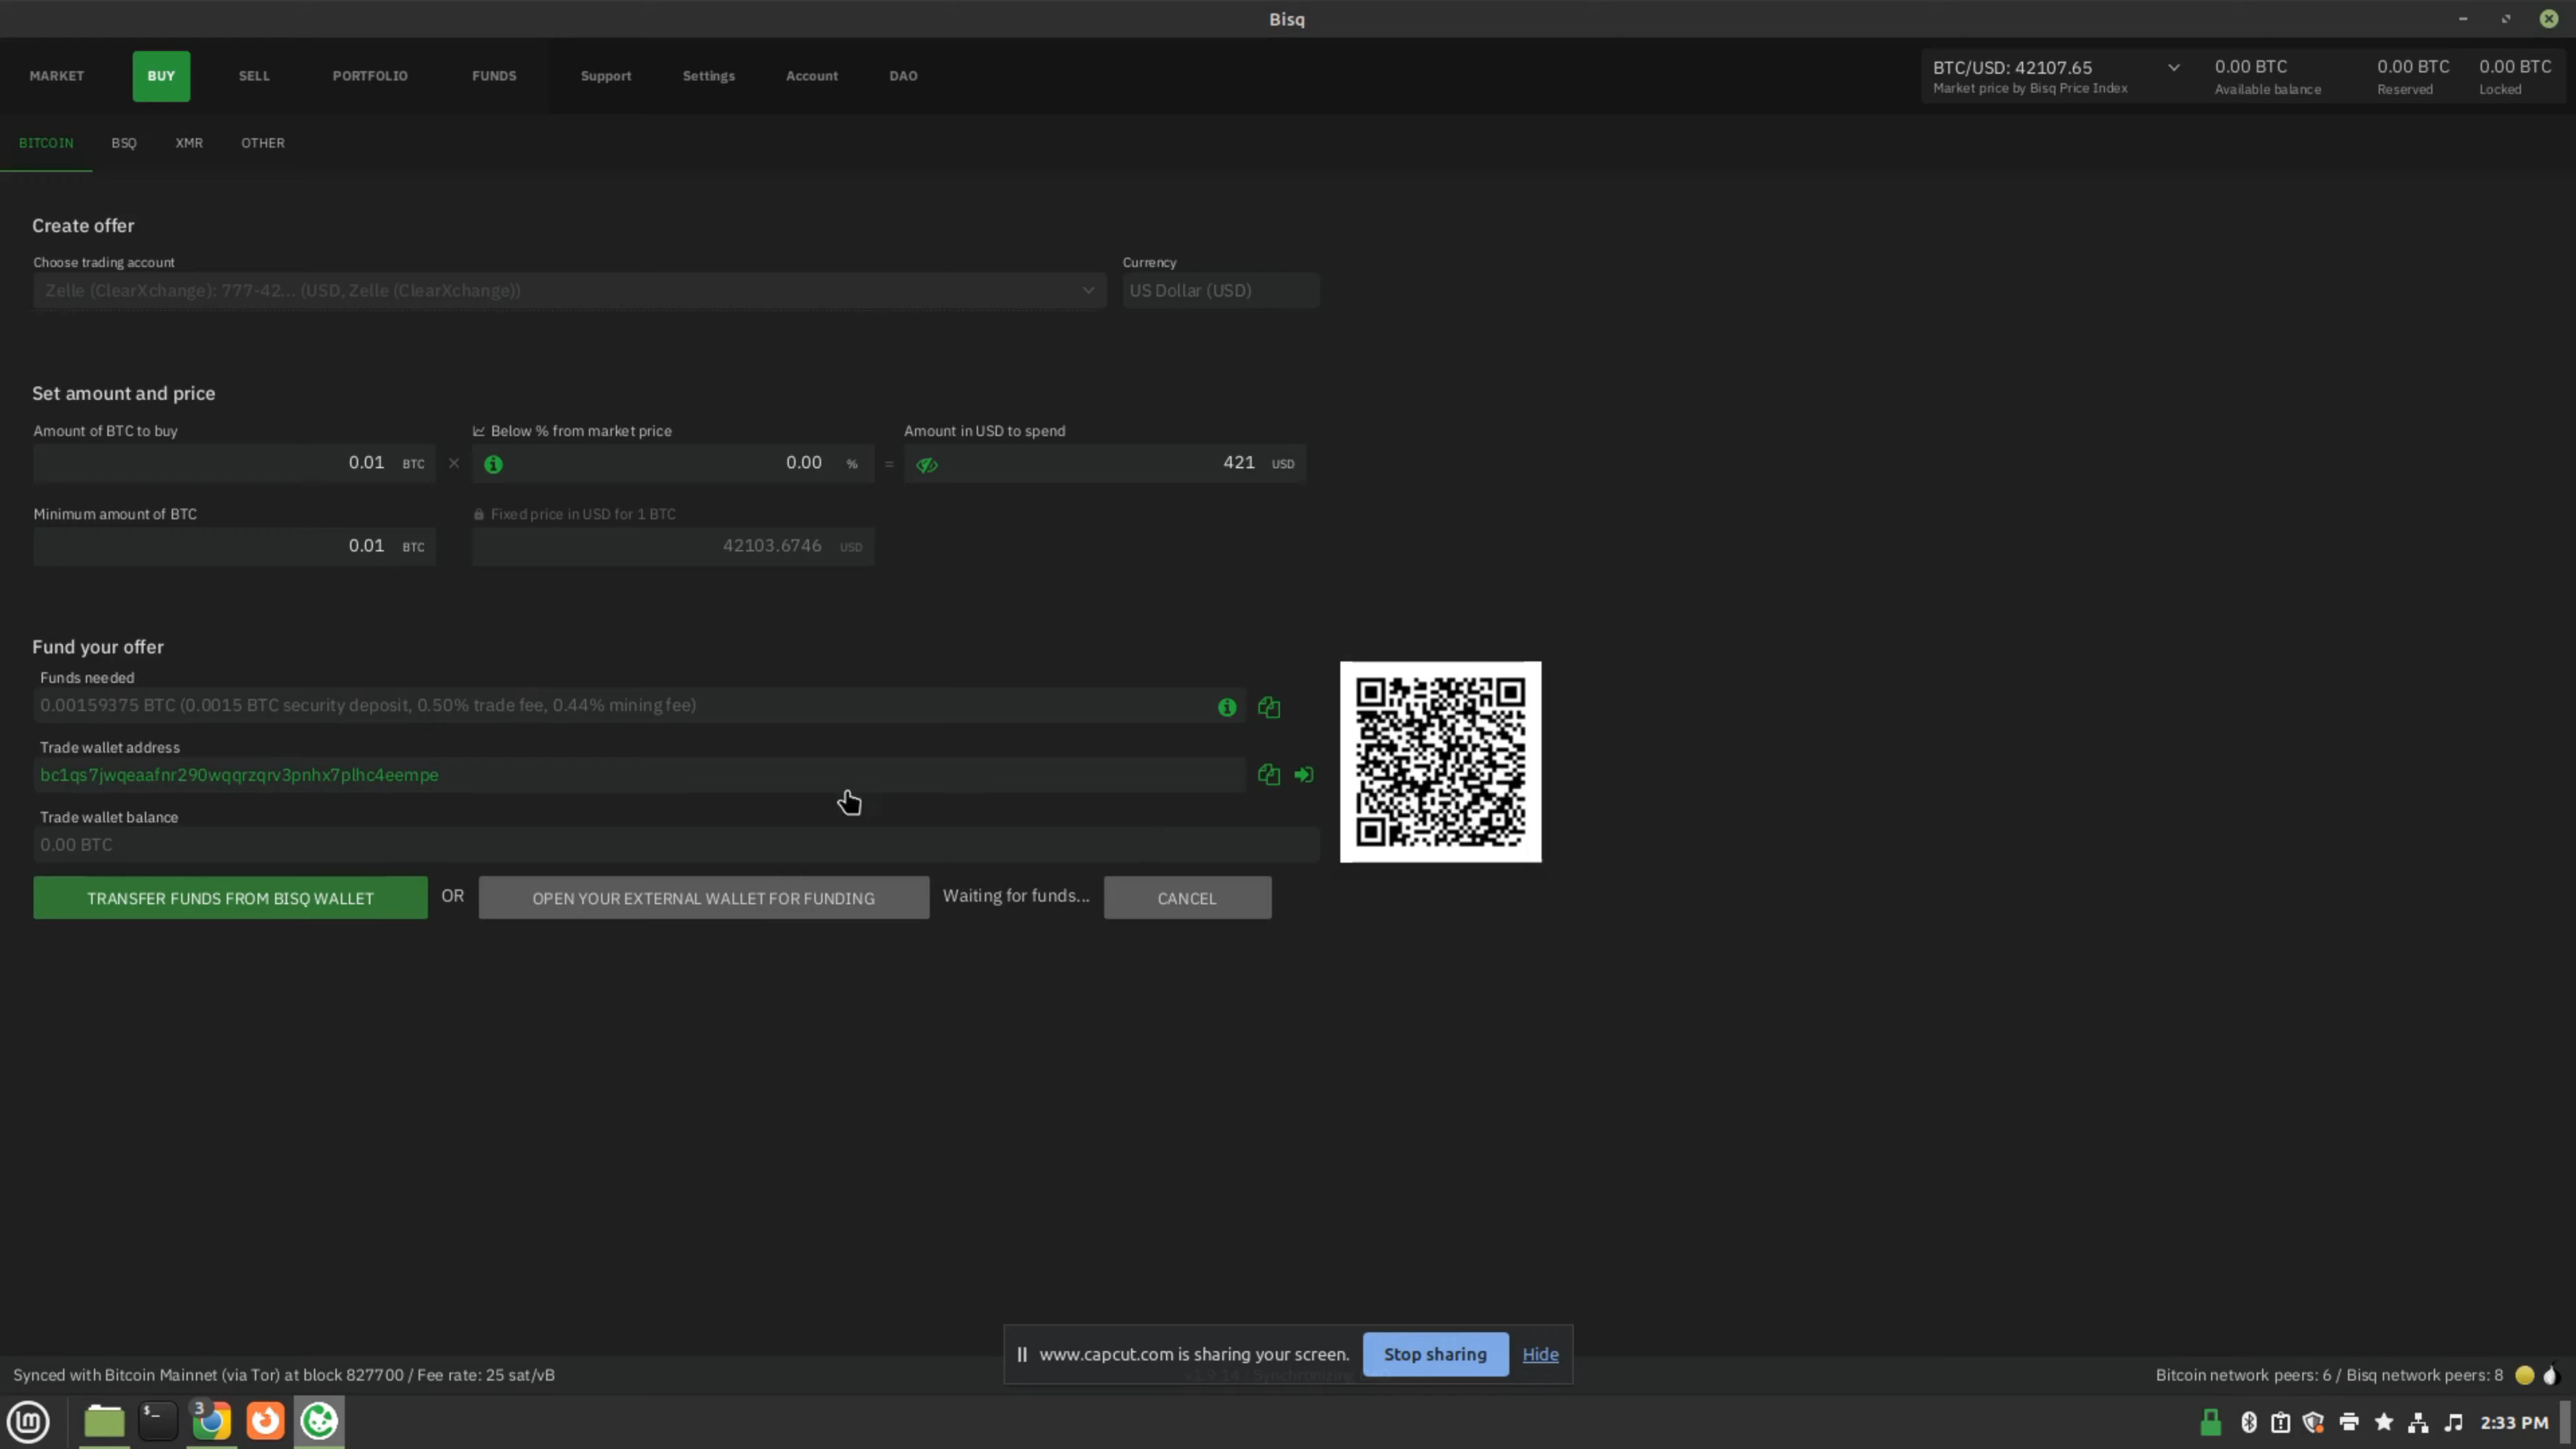 Bisq
MARKET BUY SELL PORTFOLIO FUNDS Support Settings Account DAO
BTC/USD: 42107.65 0.00 BTC 0.00 BTC 0.00 BTC
Market price by Bisq Price Index Available balance Reserved Locked
BITCOIN BSQ XMR OTHER
Create offer
Choose trading account Currency
Zelle (ClearXchange): 777-42... (USD, Zelle (ClearXchange)) US Dollar (USD)
Set amount and price
Amount of BTC to buy Below % from market price Amount in USD to spend
0.01 BTC × 0.00 % = 421 USD
Minimum amount of BTC Fixed price in USD for 1 BTC
0.01 BTC 42103.6746 USD
Fund your offer
Funds needed
0.00159375 BTC (0.0015 BTC security deposit, 0.50% trade fee, 0.44% mining fee)
Trade wallet address
bc1qs7jwqeaafnr290wqqrzqrv3pnhx7plhc4eempe
Trade wallet balance
0.00 BTC
TRANSFER FUNDS FROM BISQ WALLET OR OPEN YOUR EXTERNAL WALLET FOR FUNDING Waiting for funds... CANCEL
www.capcut.com is sharing your screen. Stop sharing Hide
Synced with Bitcoin Mainnet (via Tor) at block 827700 / Fee rate: 25 sat/vB Bitcoin network peers: 6 / Bisq network peers: 8
3
2:33 PM